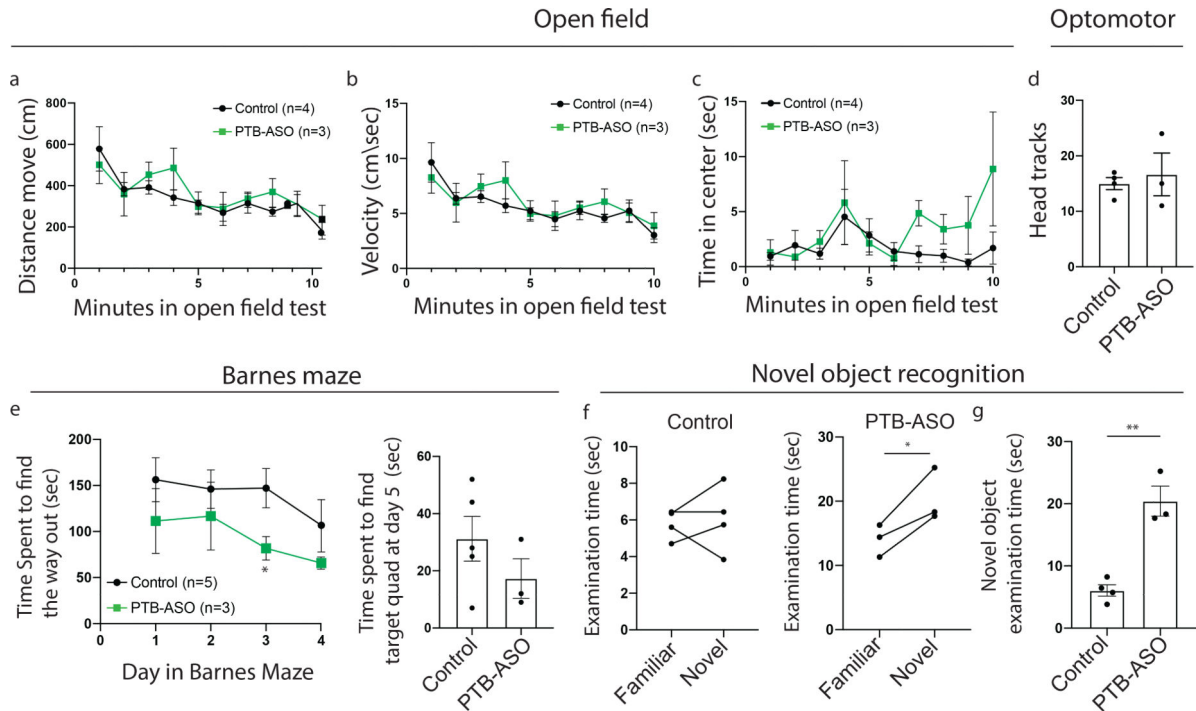 Open field
Optomotor
a
Distance move (cm)
800
600
400
200
0
5
10
Minutes in open field test
Control (n=4)
PTB-ASO (n=3)
b
Velocity (cm\sec)
15
10
5
0
5
10
Minutes in open field test
Control (n=4)
PTB-ASO (n=3)
c
Time in center (sec)
15
10
5
0
5
10
Minutes in open field test
Control (n=4)
PTB-ASO (n=3)
d
Head tracks
30
20
10
0
Control
PTB-ASO
Barnes maze
Novel object recognition
e
Time Spent to find
the way out (sec)
200
150
100
50
0
1
2
3
4
*
Control (n=5)
PTB-ASO (n=3)
Day in Barnes Maze
Time spent to find
target quad at day 5 (sec)
60
40
20
0
Control
PTB-ASO
f
Control
Examination time (sec)
10
8
6
4
2
0
Familiar
Novel
PTB-ASO
*
Examination time (sec)
30
20
10
0
Familiar
Novel
g
**
Novel object
examination time (sec)
30
20
10
0
Control
PTB-ASO